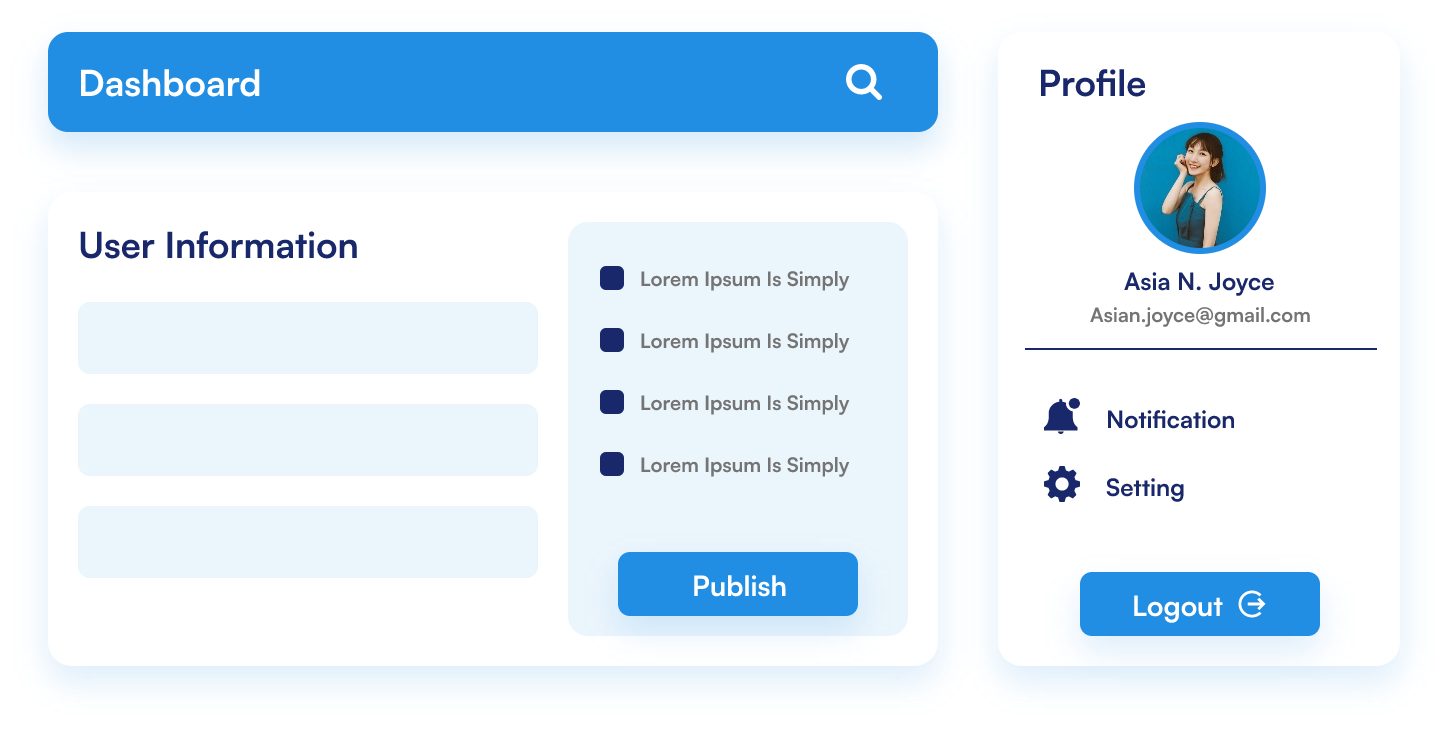 Dashboard
User Information
Lorem Ipsum Is Simply
Lorem Ipsum Is Simply
Lorem Ipsum Is Simply
Lorem Ipsum Is Simply
Publish
Profile
Asia N. Joyce
Asian.joyce@gmail.com
Notification
Setting
Logout